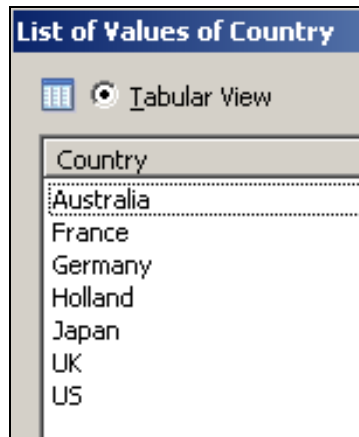 List of Values of Country
Tabular View
Country
Australia
France
Germany
Holland
Japan
UK
US